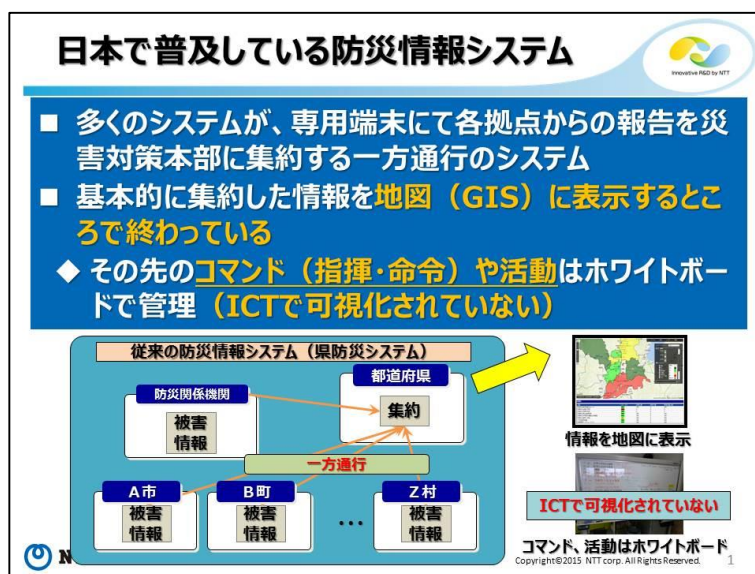 日本で普及している防災情報システム
Innovative R&D by NTT
■ 多くのシステムが、専用端末にて各拠点からの報告を災
害対策本部に集約する一方通行のシステム
■ 基本的に集約した情報を地図（GIS）に表示するとこ
ろで終わっている
◆ その先のコマンド（指揮・命令）や活動はホワイトボー
ドで管理（ICTで可視化されていない）
従来の防災情報システム（県防災システム）
防災関係機関
被害
情報
都道府県
集約
一方通行
A市
被害
情報
B町
被害
情報
…
Z村
被害
情報
情報を地図に表示
ICTで可視化されていない
コマンド、活動はホワイトボード
N
Copyright©2015 NTT corp. All Rights Reserved.
1